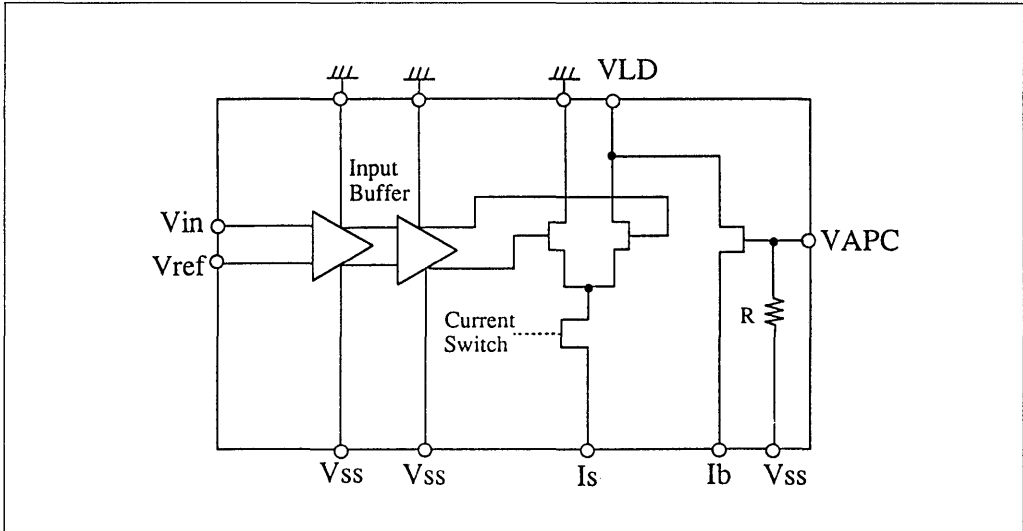 VLD
Input
Buffer
Vin
Vref
VAPC
R
Current
Switch
Vss
Vss
Is
Ib
Vss